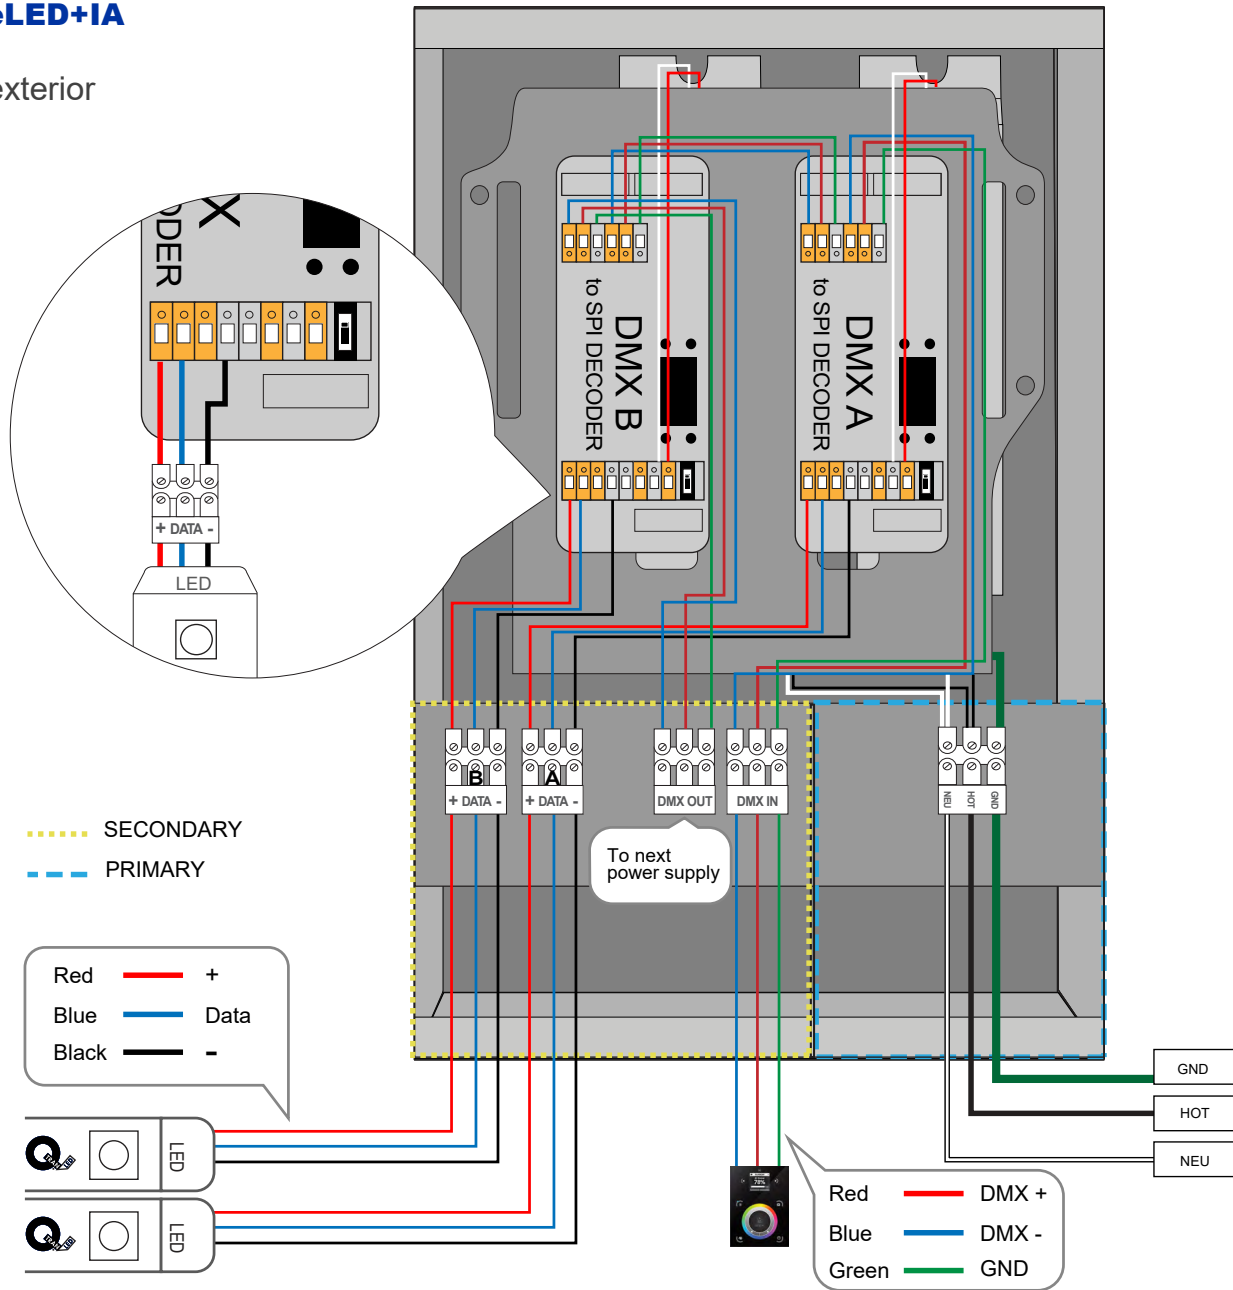 eLED+IA
exterior
DER
X
+ DATA -
LED
DMX B
to SPI DECODER
DMX A
to SPI DECODER
B
+ DATA -
A
+ DATA -
DMX OUT
DMX IN
NEU
HOT
GND
To next
power supply
SECONDARY
PRIMARY
Red +
Blue Data
Black -
LED
LED
GND
HOT
NEU
Red DMX +
Blue DMX -
Green GND